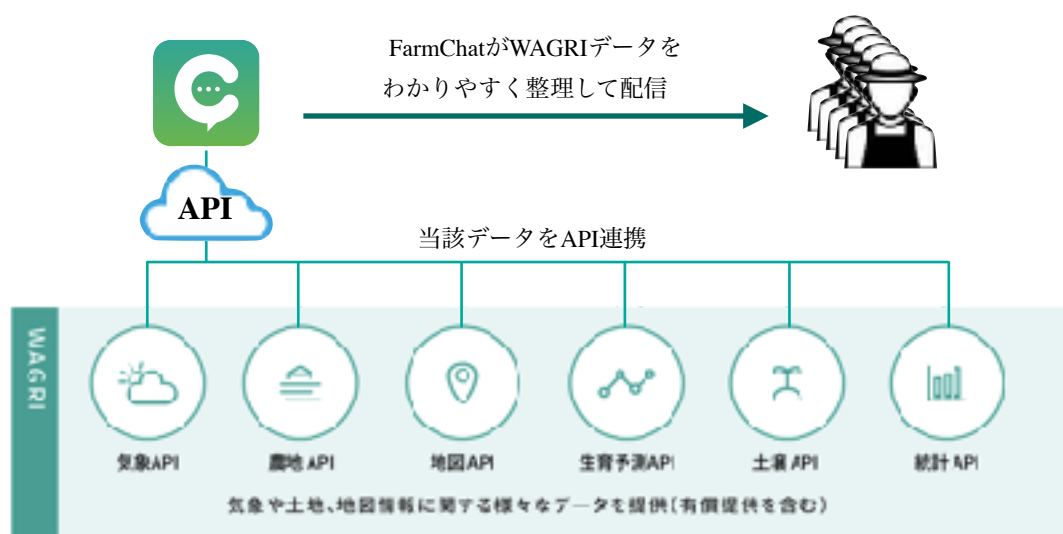 FarmChatがWAGRIデータを
わかりやすく整理して配信
API
当該データをAPI連携
WAGRI
気象API
農地API
地図API
生育予測API
土壌API
統計API
気象や土地、地図情報に関する様々なデータを提供(有償提供を含む)